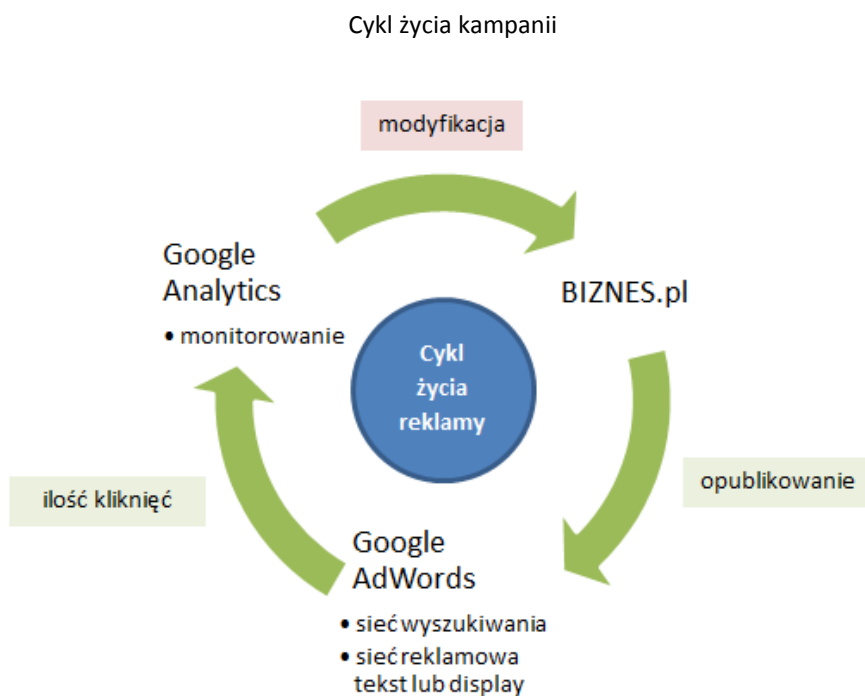 Cykl życia kampanii
modyfikacja
Google
Analytics
• monitorowanie
BIZNES.pl
Cykl
życia
reklamy
ilość kliknięć
opublikowanie
Google
AdWords
• sieć wyszukiwania
• sieć reklamowa
tekst lub display